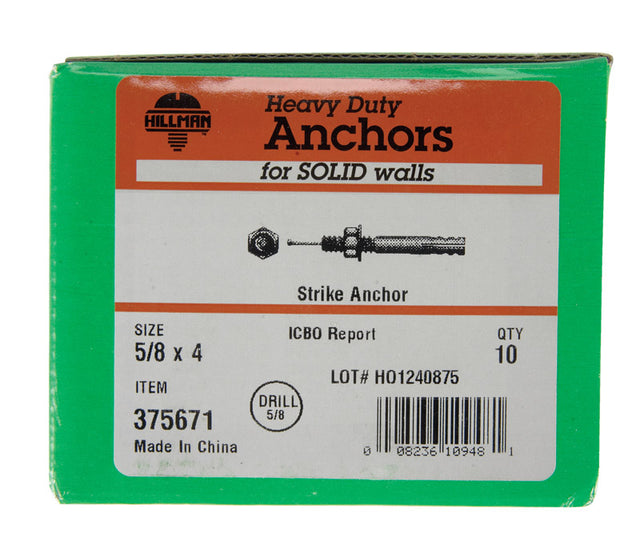 HILLMAN
Heavy Duty
Anchors
for SOLID walls
Strike Anchor
SIZE
5/8 x 4
ICBO Report
QTY
10
LOT# HO1240875
ITEM
375671
DRILL
5/8
Made In China
0 08236 10948 1